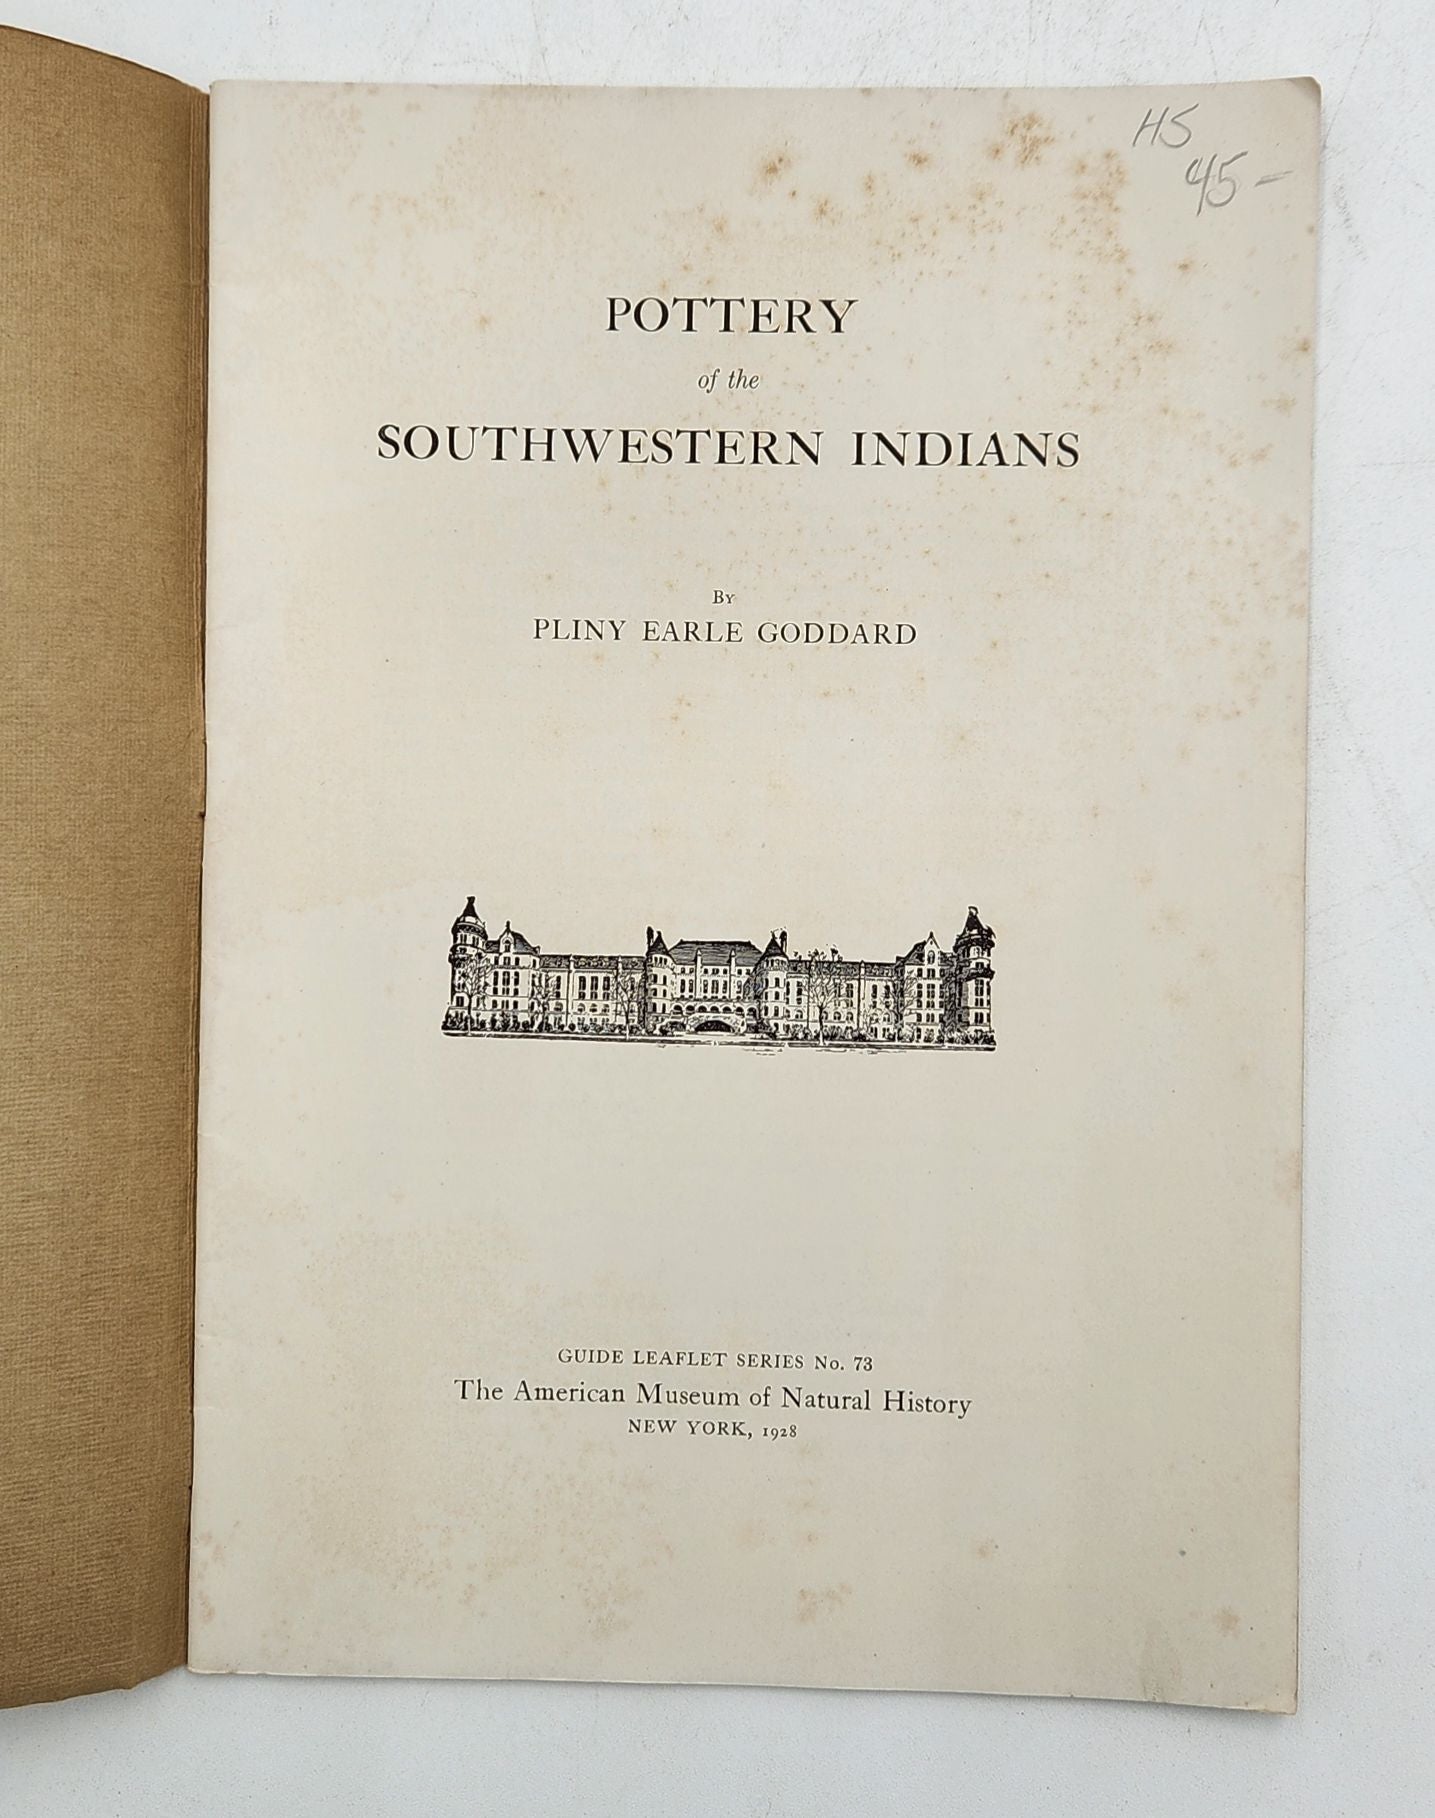 HS
45-
POTTERY
of the
SOUTHWESTERN INDIANS
BY
PLINY EARLE GODDARD
GUIDE LEAFLET SERIES No. 73
The American Museum of Natural History
NEW YORK, 1928